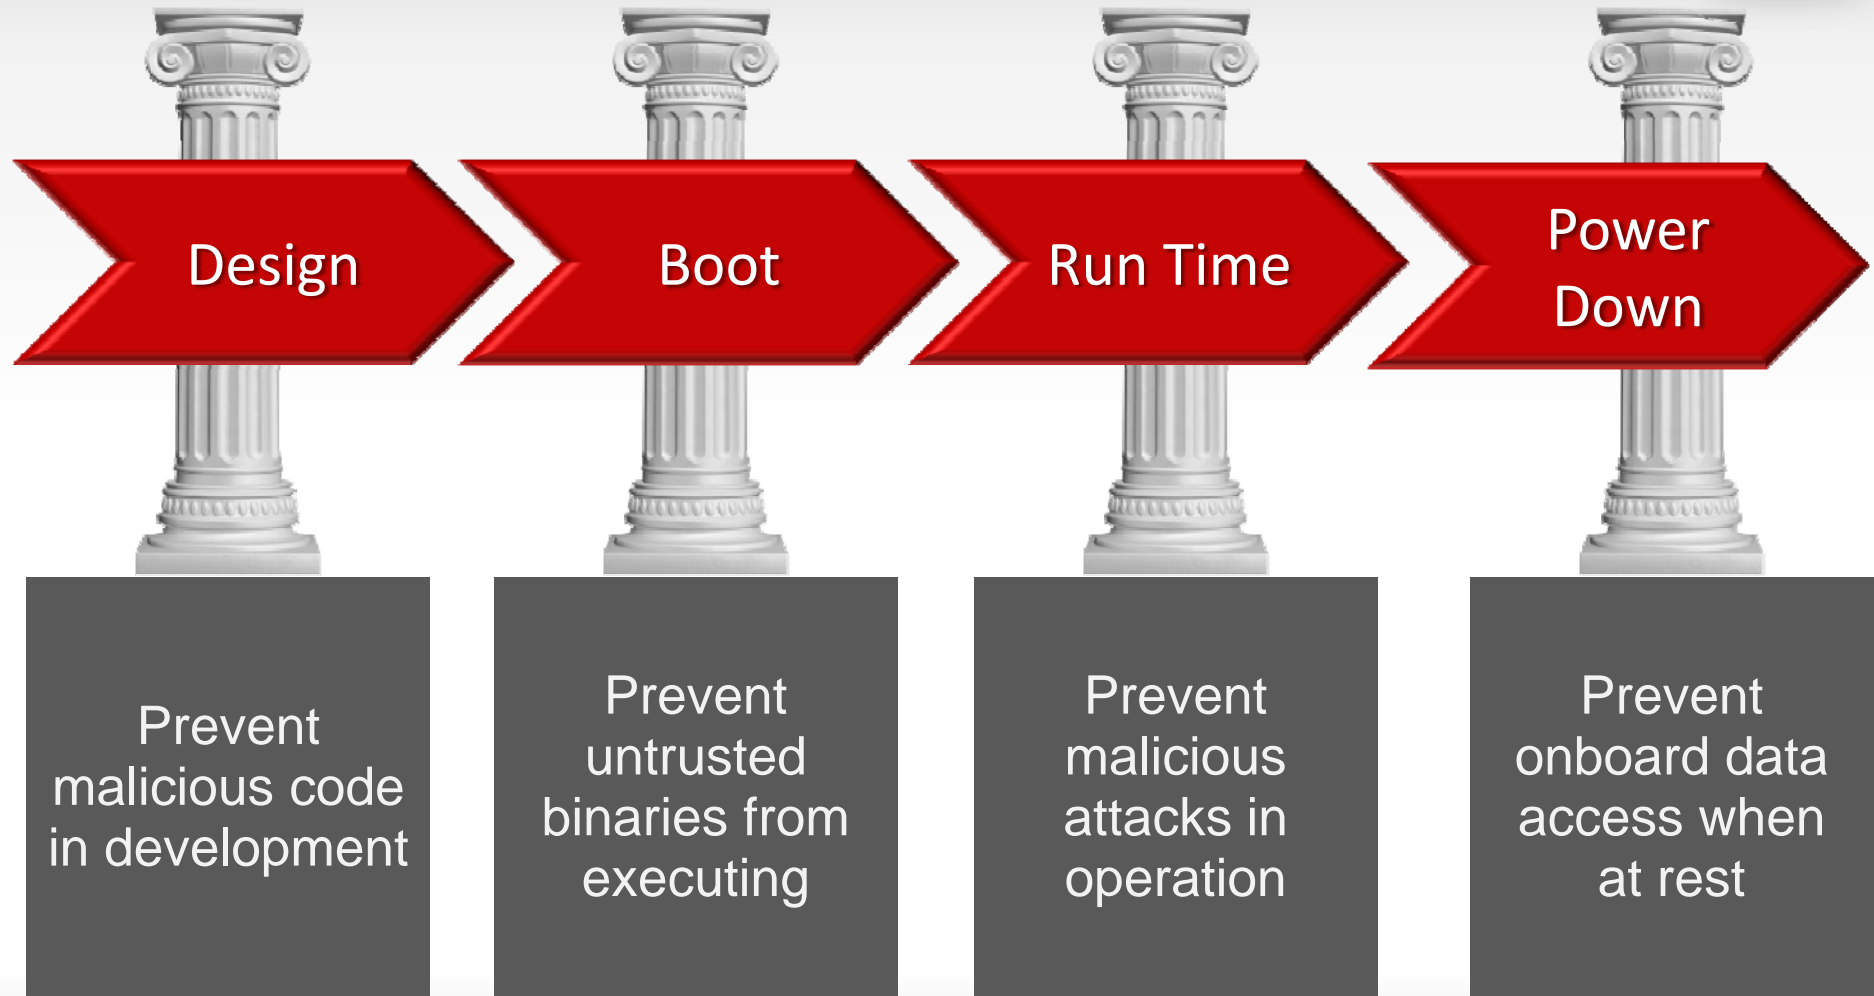 Design
Boot
Run Time
Power
Down
Prevent
malicious code
in development
Prevent
untrusted
binaries from
executing
Prevent
malicious
attacks in
operation
Prevent
onboard data
access when
at rest